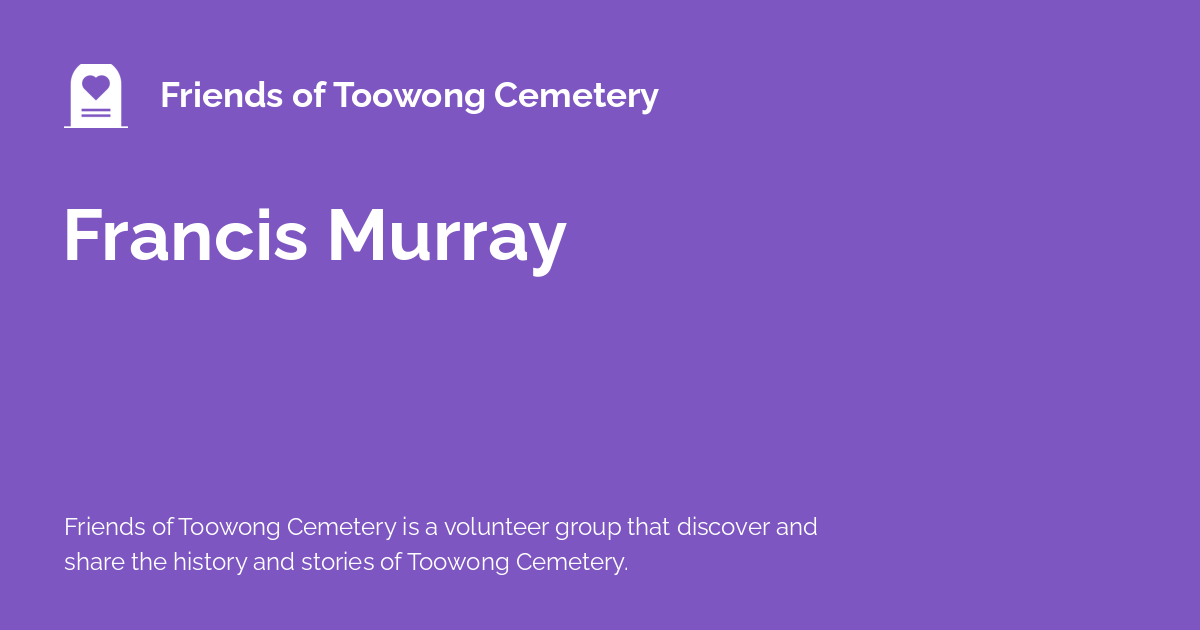 Friends of Toowong Cemetery
Francis Murray
Friends of Toowong Cemetery is a volunteer group that discover and
share the history and stories of Toowong Cemetery.